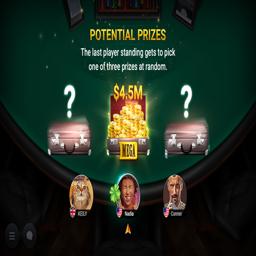 POTENTIAL PRIZES
The last player standing gets to pick
one of three prizes at random.
?
$4.5M
?
MDGA
Nadia
Connor